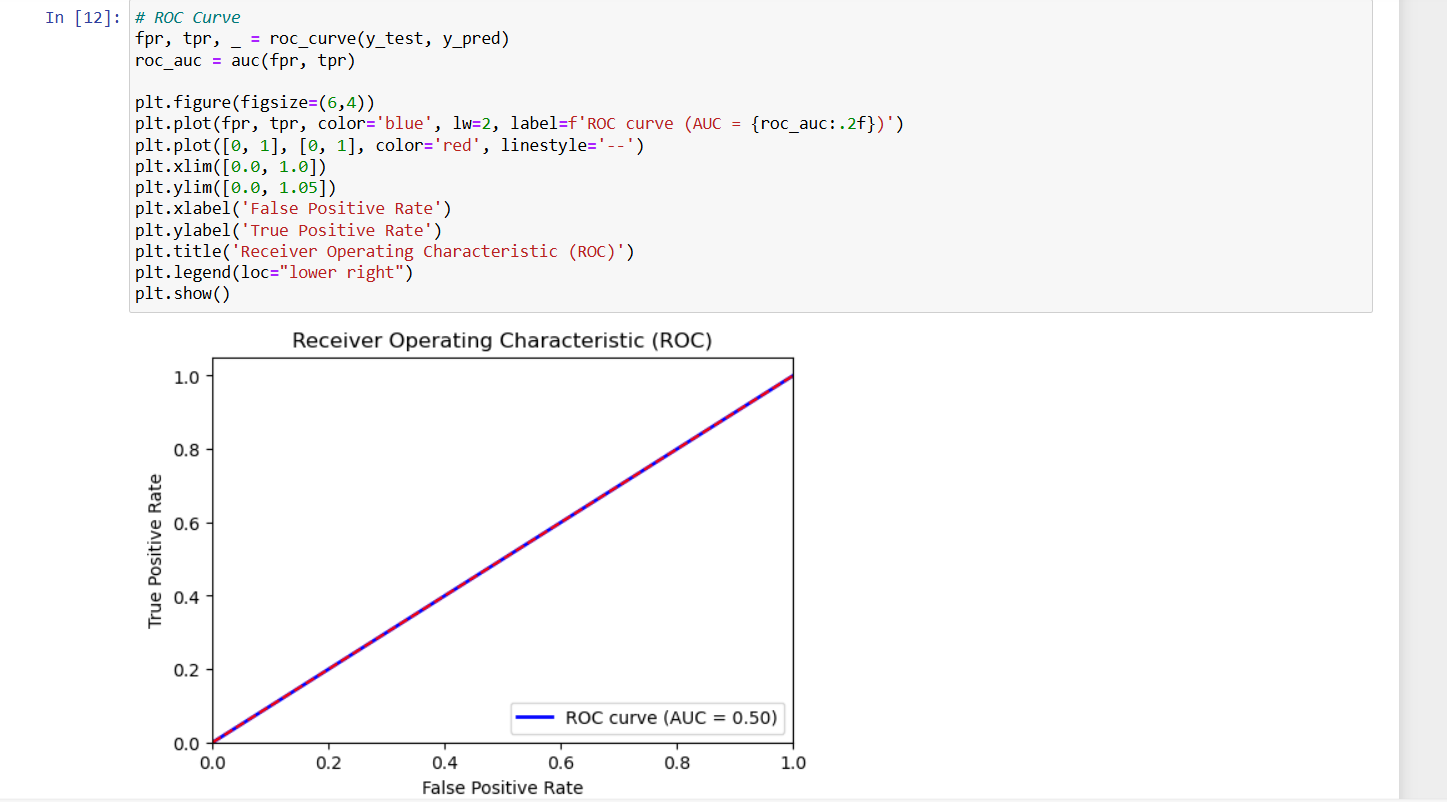 In [12]: # ROC Curve
fpr, tpr, _ = roc_curve(y_test, y_pred)
roc_auc = auc(fpr, tpr)
plt.figure(figsize=(6,4))
plt.plot(fpr, tpr, color='blue', lw=2, label=f'ROC curve (AUC = {roc_auc:.2f})')
plt.plot([0, 1], [0, 1], color='red', linestyle='--')
plt.xlim([0.0, 1.0])
plt.ylim([0.0, 1.05])
plt.xlabel('False Positive Rate')
plt.ylabel('True Positive Rate')
plt.title('Receiver Operating Characteristic (ROC)')
plt.legend(loc="lower right")
plt.show()
Receiver Operating Characteristic (ROC)
True Positive Rate
1.0
0.8
0.6
0.4
0.2
0.0
ROC curve (AUC = 0.50)
0.0 0.2 0.4 0.6 0.8 1.0
False Positive Rate